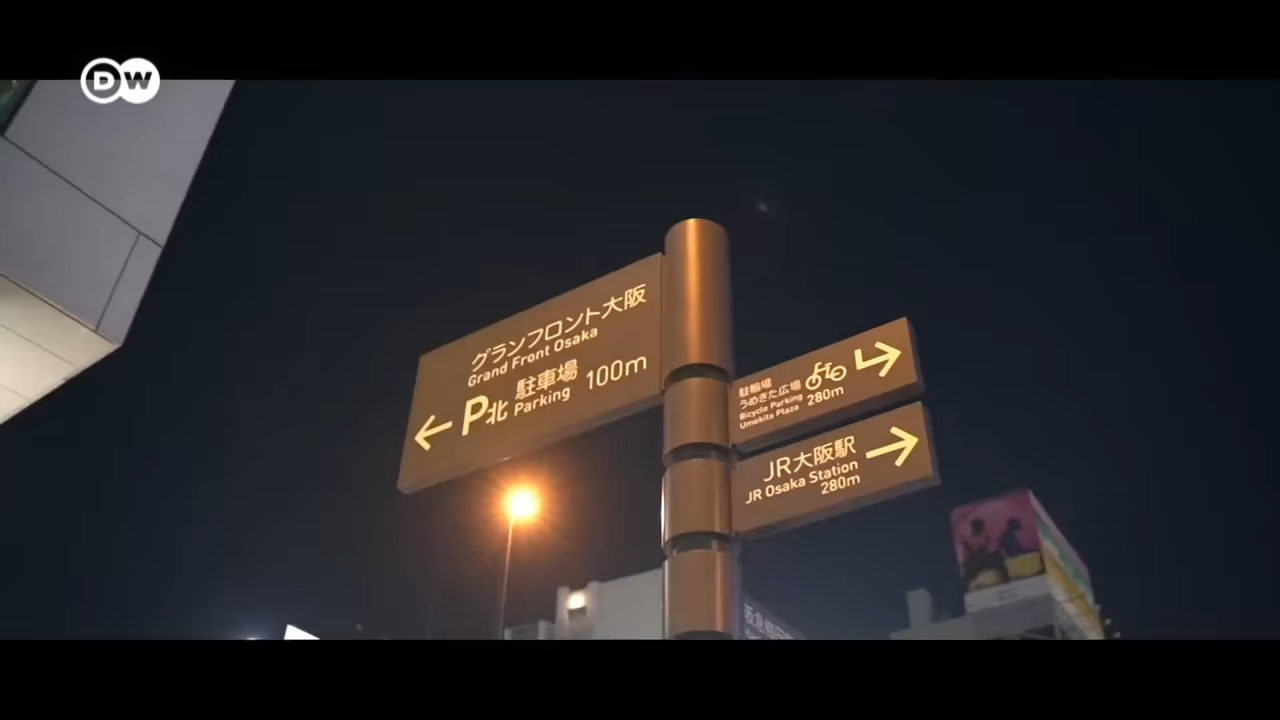 DW
グランフロント大阪
Grand Front Osaka
← P北 駐車場 100m
Parking
駐輪場
うめきた広場
Bicycle Parking
Umekita Plaza
280m →
JR大阪駅 →
JR Osaka Station
280m